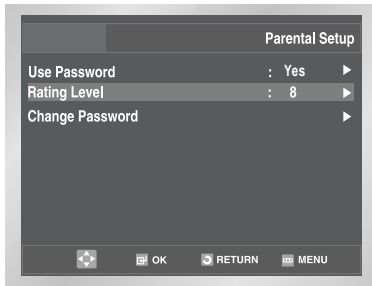 Parental Setup
Use Password : Yes ►
Rating Level : 8 ►
Change Password ►
OK RETURN MENU